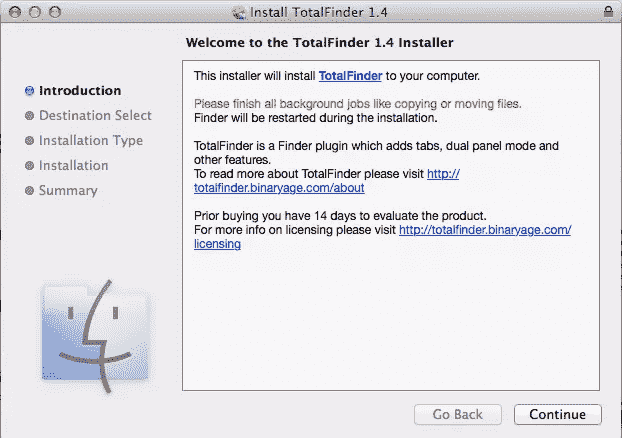 Install TotalFinder 1.4
Welcome to the TotalFinder 1.4 Installer
Introduction
Destination Select
Installation Type
Installation
Summary
This installer will install TotalFinder to your computer.
Please finish all background jobs like copying or moving files.
Finder will be restarted during the installation.
TotalFinder is a Finder plugin which adds tabs, dual panel mode and
other features.
To read more about TotalFinder please visit http://
totalfinder.binaryage.com/about
Prior buying you have 14 days to evaluate the product.
For more info on licensing please visit http://totalfinder.binaryage.com/
licensing
Go Back
Continue